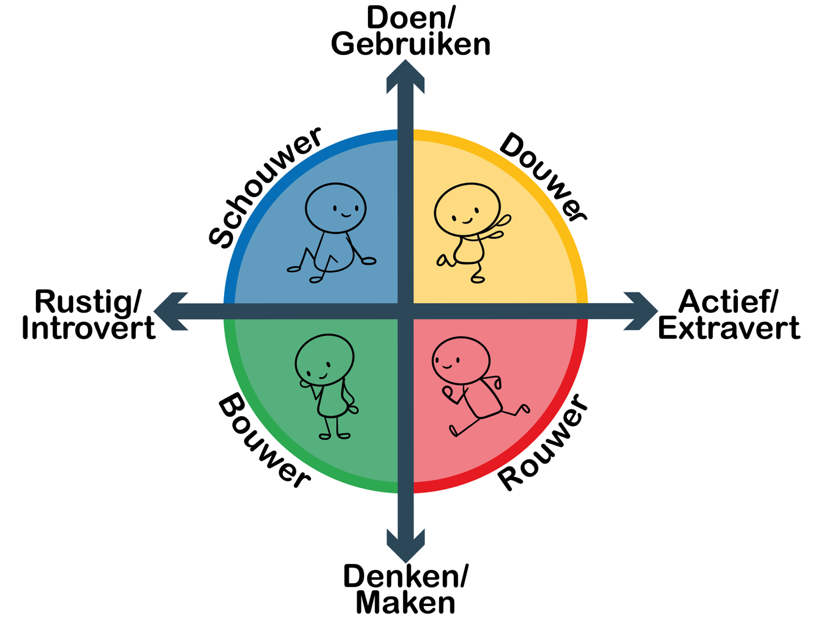 Doen/
Gebruiken
Schouwer
Douwer
Rustig/
Introvert
Actief/
Extravert
Bouwer
Rouwer
Denken/
Maken